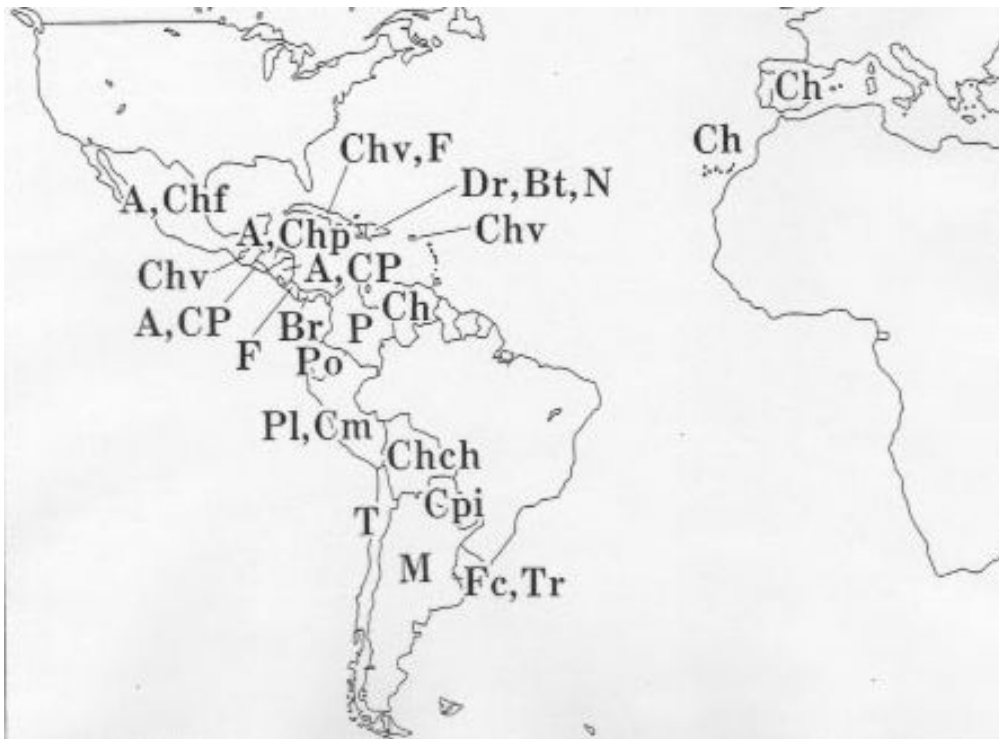 Ch
Ch
Chv, F
Dr, Bt, N
A, Chf
Chv
A, Chp
Chv
A, CP
Ch
A, CP
Br
P
F
Po
Pl, Cm
Chch
Cpi
T
M
Fc, Tr